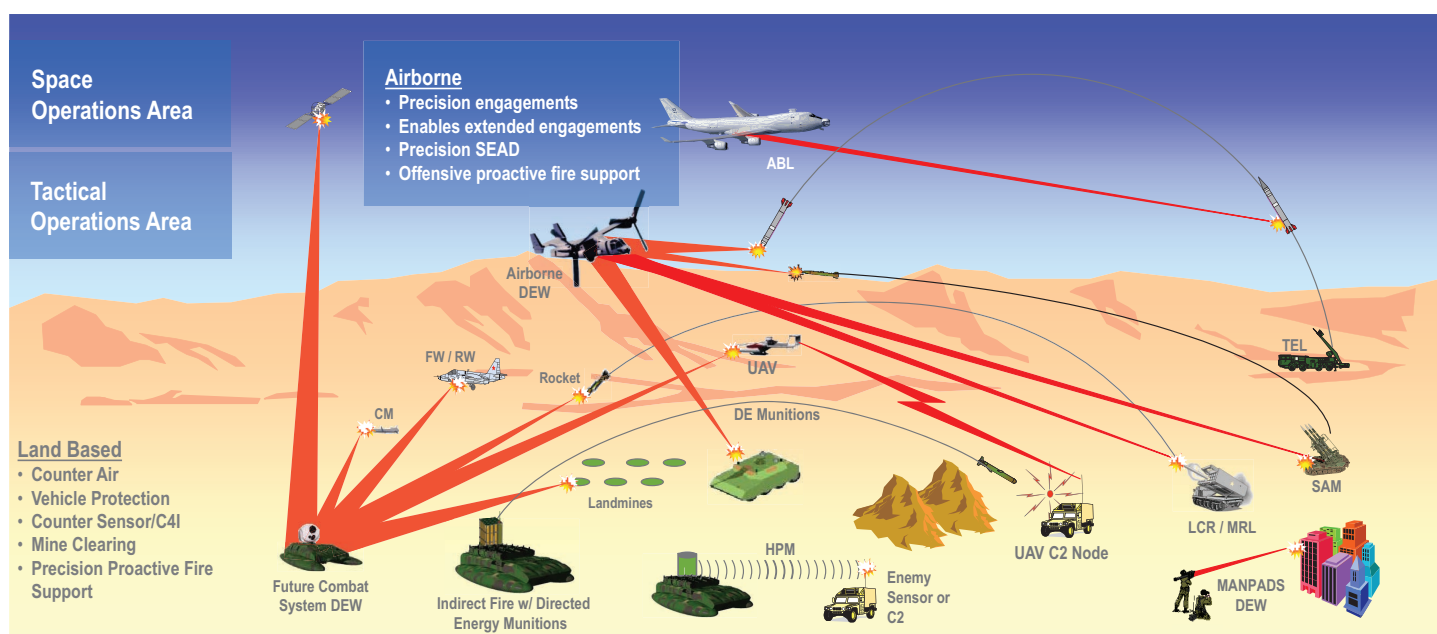 Space
Operations Area
Tactical
Operations Area
Airborne
• Precision engagements
• Enables extended engagements
• Precision SEAD
• Offensive proactive fire support
ABL
Airborne
DEW
TEL
FW / RW
Rocket
UAV
CM
DE Munitions
Land Based
• Counter Air
• Vehicle Protection
• Counter Sensor/C4I
• Mine Clearing
• Precision Proactive Fire
Support
Landmines
SAM
LCR / MRL
UAV C2 Node
HPM
Future Combat
System DEW
Indirect Fire w/ Directed
Energy Munitions
Enemy
Sensor or
C2
MANPADS
DEW